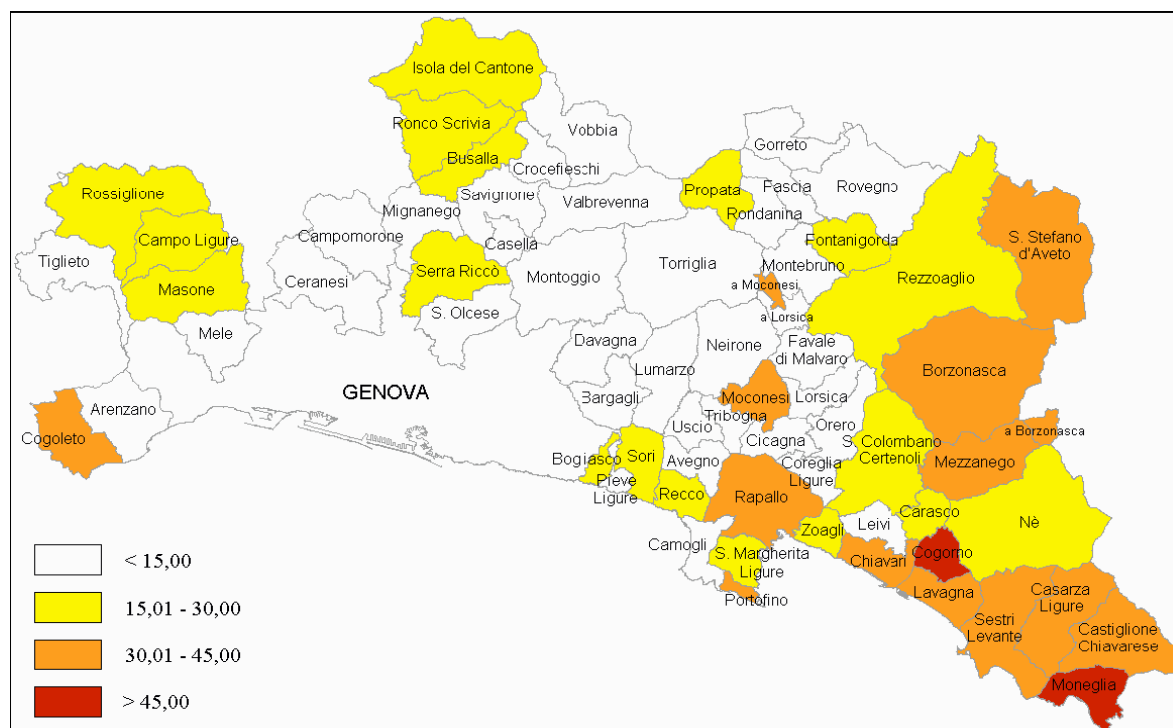 Isola del Cantone
Ronco Scrivia
Vobbia
Gorreto
Busalla
Crocefieschi
Rossiglione
Propata
Fascia
Rovegno
Savignone
Mignanego
Valbrevenna
Rondanina
Campo Ligure
Campomorone
Fontanigorda
S. Stefano
d'Aveto
Tiglieto
Casella
Serra Riccò
Montoggio
Torriglia
Montebruno
Rezzoaglio
Masone
Ceranesi
a Moconesi
S. Olcese
a Lorsica
Mele
Davagna
Neirone
Favale
di Malvaro
Lumarzo
Borzonasca
GENOVA
Bargagli
Moconesi
Lorsica
Arenzano
Tribogna
Uscio
Orero
Cogoleto
Cicagna
a Borzonasca
S. Colombano
Certenoli
Bogiasco
Sori
Avegno
Coreglia
Ligure
Mezzanego
Pieve
Ligure
Recco
Rapallo
Carasco
Nè
Zoagli
Leivi
Camogli
S. Margherita
Ligure
Chiavari
Cogorno
Portofino
Lavagna
Casarza
Ligure
Sestri
Levante
Castiglione
Chiavarese
Moneglia
< 15,00
15,01 - 30,00
30,01 - 45,00
> 45,00